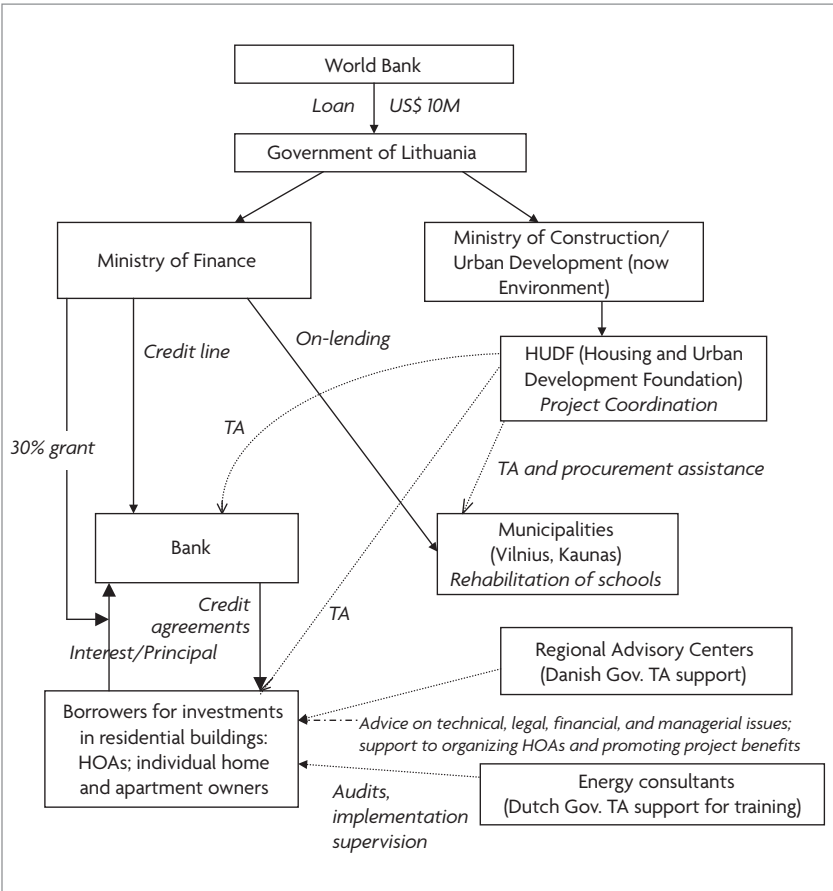 World Bank
Loan US$ 10M
Government of Lithuania
Ministry of Finance
Ministry of Construction/
Urban Development (now
Environment)
Credit line
On-lending
HUDF (Housing and Urban
Development Foundation)
Project Coordination
TA
30% grant
TA and procurement assistance
Bank
Municipalities
(Vilnius, Kaunas)
Rehabilitation of schools
Credit
agreements
TA
Interest/Principal
Regional Advisory Centers
(Danish Gov. TA support)
Borrowers for investments
in residential buildings:
HOAs; individual home
and apartment owners
Advice on technical, legal, financial, and managerial issues;
support to organizing HOAs and promoting project benefits
Energy consultants
(Dutch Gov. TA support for training)
Audits,
implementation
supervision